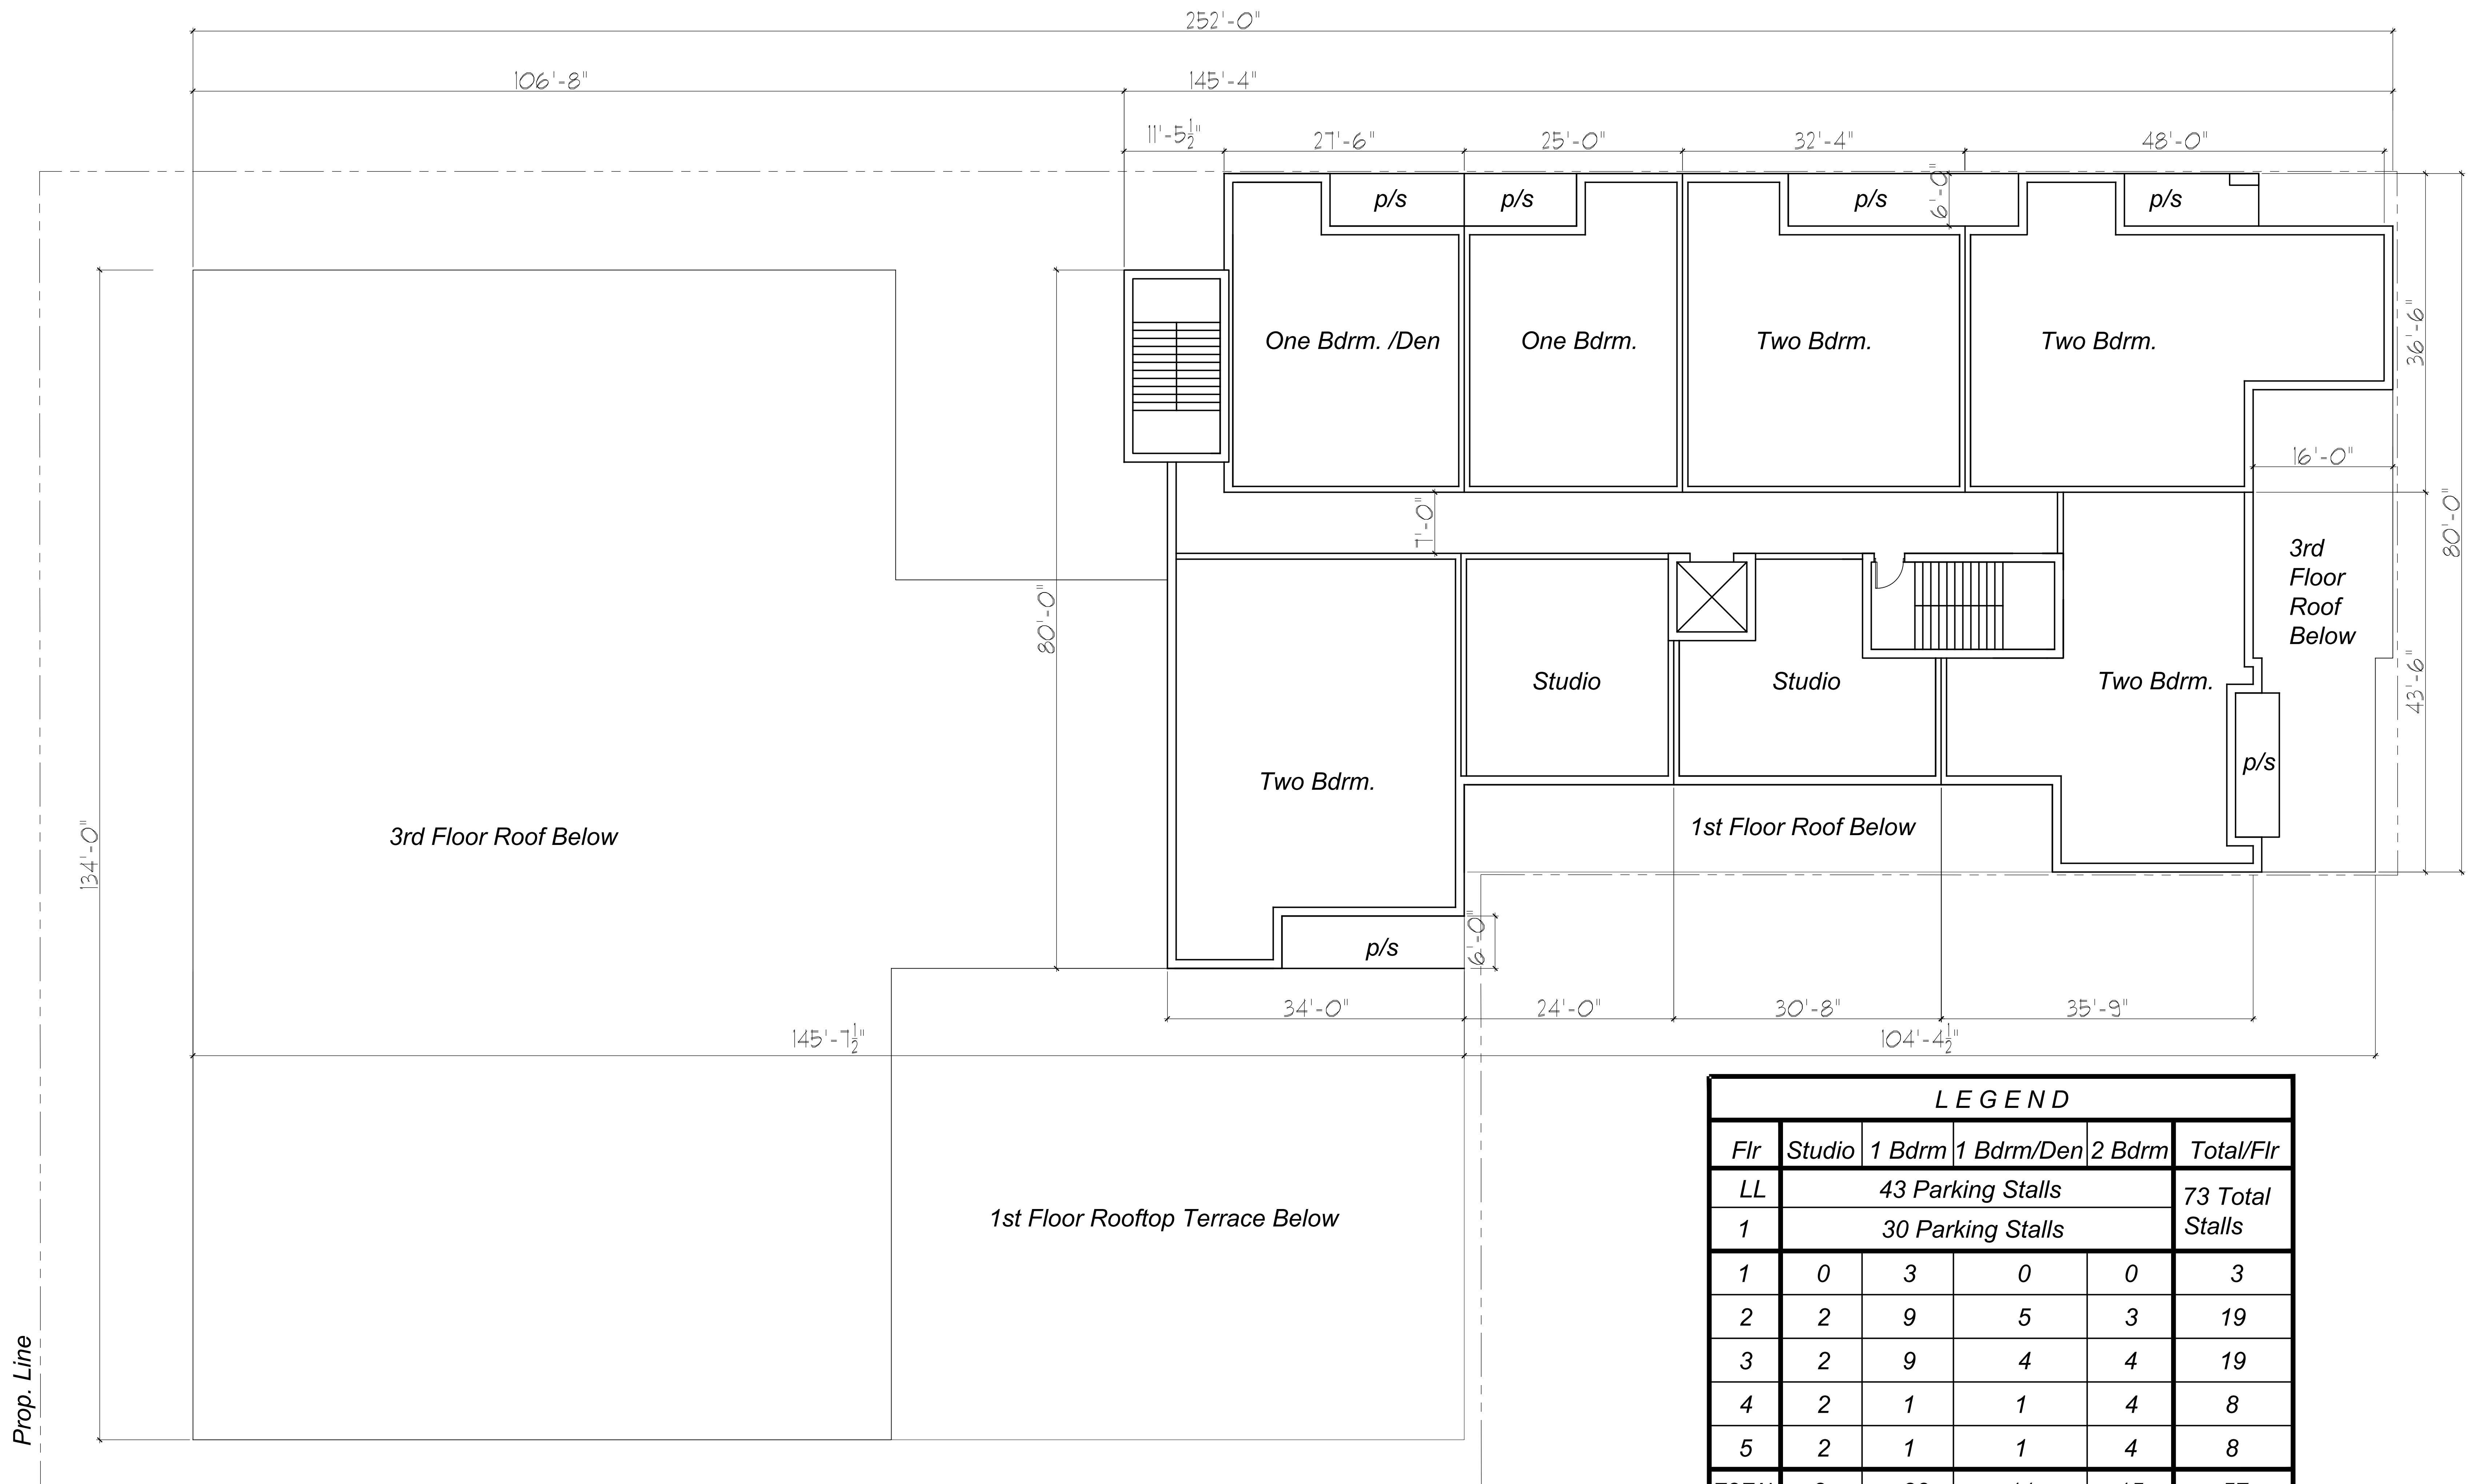 252'-0"
106'-8"
145'-4"
11'-5½"
27'-6"
25'-0"
32'-4"
48'-0"
p/s
p/s
p/s
6'-0"
p/s
One Bdrm. /Den
One Bdrm.
Two Bdrm.
Two Bdrm.
36'-6"
16'-0"
7'-0"
80'-0"
3rd
Floor
Roof
Below
80'-0"
Studio
Studio
Two Bdrm.
43'-6"
Two Bdrm.
p/s
1st Floor Roof Below
3rd Floor Roof Below
134'-0"
p/s
6'-0"
34'-0"
24'-0"
30'-8"
35'-9"
145'-7½"
104'-4½"
1st Floor Rooftop Terrace Below
Prop. Line
LEGEND
Flr Studio 1 Bdrm 1 Bdrm/Den 2 Bdrm Total/Flr
LL 43 Parking Stalls 73 Total
1 30 Parking Stalls Stalls
1 0 3 0 0 3
2 2 9 5 3 19
3 2 9 4 4 19
4 2 1 1 4 8
5 2 1 1 4 8